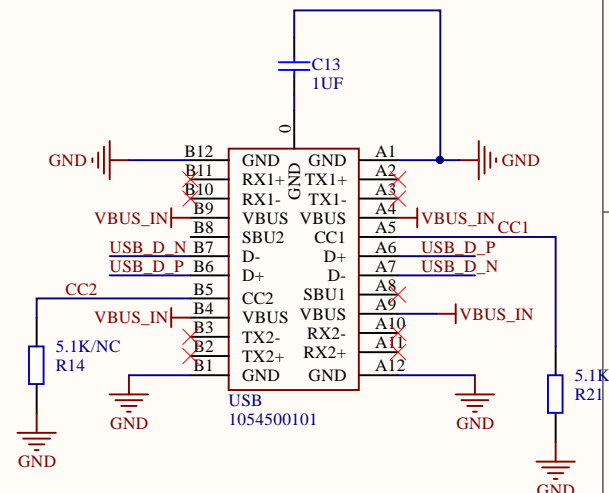 C13
1UF
0
GND
B12
GND
GND
GND
A1
GND
B11
RX1+
TX1+
A2
B10
RX1-
TX1-
A3
VBUS_IN
B9
VBUS
VBUS
A4
VBUS_IN
B8
SBU2
CC1
A5
CC1
USB_D_N
B7
D-
D+
A6
USB_D_P
USB_D_P
B6
D+
D-
A7
USB_D_N
CC2
B5
CC2
SBU1
A8
VBUS_IN
B4
VBUS
VBUS
A9
VBUS_IN
B3
TX2-
RX2-
A10
B2
TX2+
RX2+
A11
B1
GND
GND
A12
5.1K/NC
R14
5.1K
R21
USB
1054500101
GND
GND
GND
GND